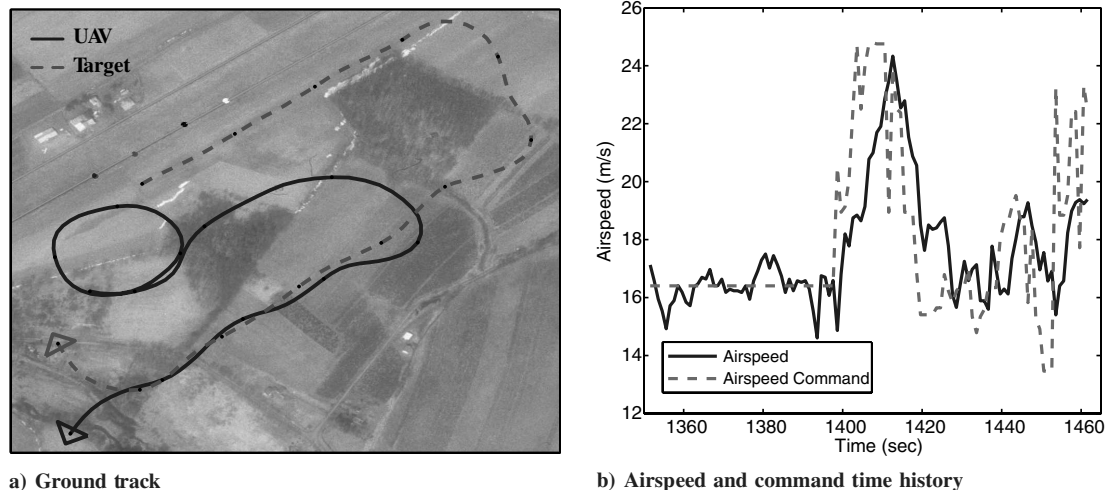 UAV
Target
a) Ground track
26
24
22
20
18
16
14
12
Airspeed (m/s)
Airspeed
Airspeed Command
1360 1380 1400 1420 1440 1460
Time (sec)
b) Airspeed and command time history